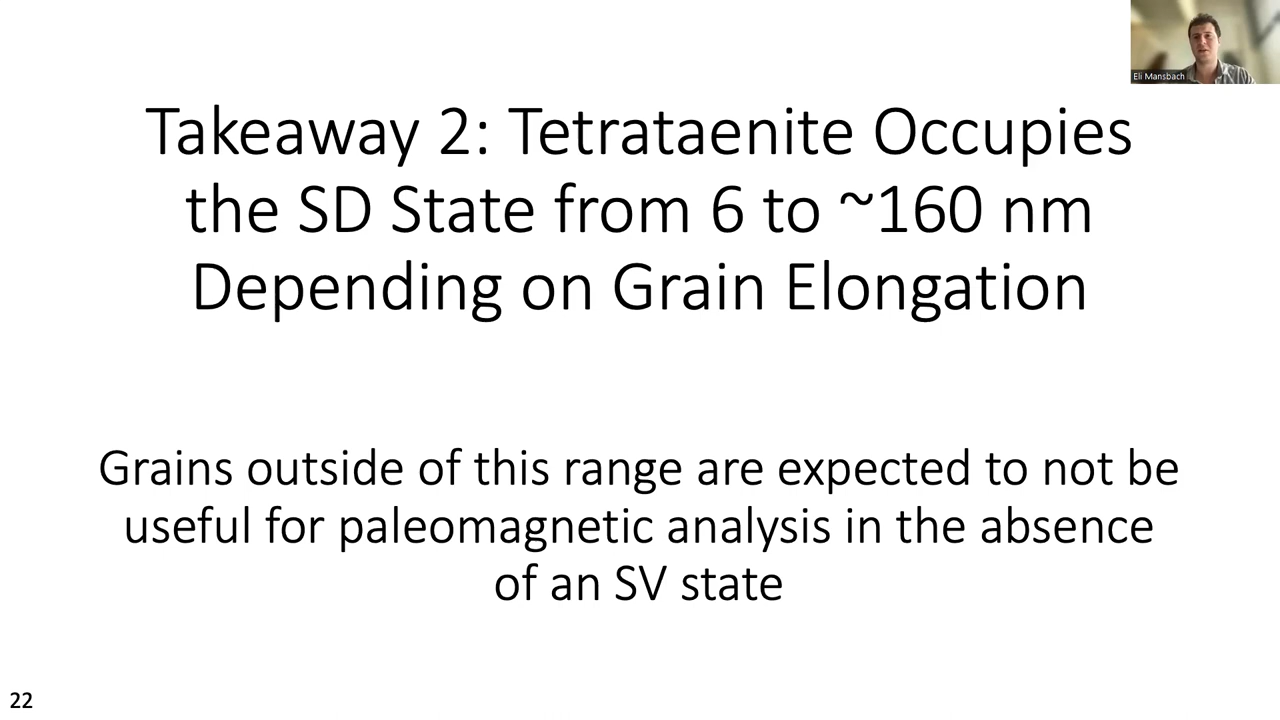 Eli Mansbach
Takeaway 2: Tetrataenite Occupies
the SD State from 6 to ~160 nm
Depending on Grain Elongation
Grains outside of this range are expected to not be
useful for paleomagnetic analysis in the absence
of an SV state
22